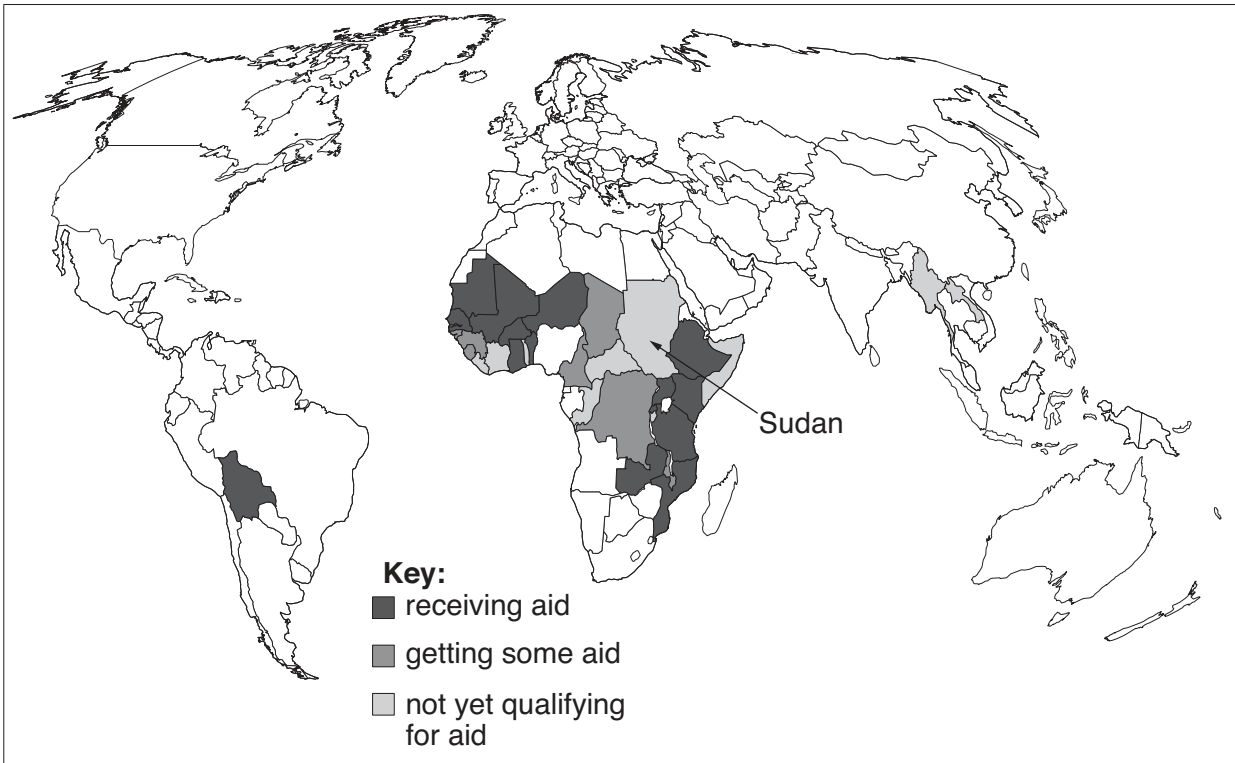 Sudan
Key:
receiving aid
getting some aid
not yet qualifying
for aid